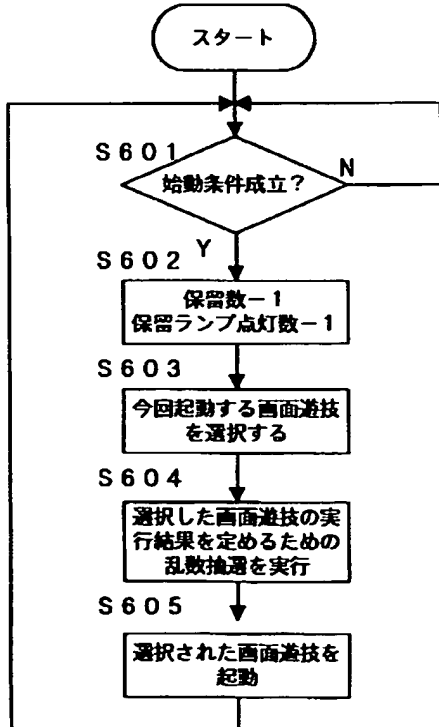 スタート
S601
始動条件成立？
N
Y
S602
保留数−1
保留ランプ点灯数−1
S603
今回起動する画面遊技
を選択する
S604
選択した画面遊技の実
行結果を定めるための
乱数抽選を実行
S605
選択された画面遊技を
起動